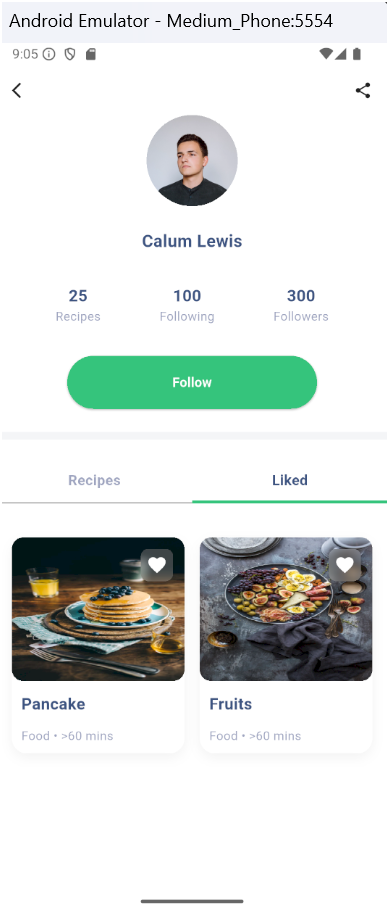 Android Emulator - Medium_Phone:5554
9:05
Calum Lewis
25 100 300
Recipes Following Followers
Follow
Recipes Liked
Pancake Fruits
Food • >60 mins Food • >60 mins